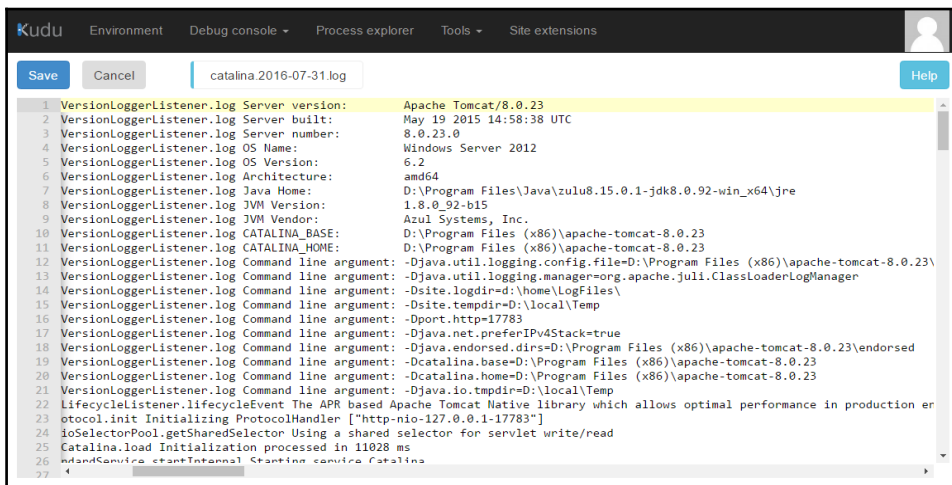 Kudu Environment Debug console Process explorer Tools Site extensions
Save Cancel catalina.2016-07-31.log Help
1 VersionLoggerListener.log Server version: Apache Tomcat/8.0.23
2 VersionLoggerListener.log Server built: May 19 2015 14:58:38 UTC
3 VersionLoggerListener.log Server number: 8.0.23.0
4 VersionLoggerListener.log OS Name: Windows Server 2012
5 VersionLoggerListener.log OS Version: 6.2
6 VersionLoggerListener.log Architecture: amd64
7 VersionLoggerListener.log Java Home: D:\Program Files\Java\zulu8.15.0.1-jdk8.0.92-win_x64\jre
8 VersionLoggerListener.log JVM Version: 1.8.0_92-b15
9 VersionLoggerListener.log JVM Vendor: Azul Systems, Inc.
10 VersionLoggerListener.log CATALINA_BASE: D:\Program Files (x86)\apache-tomcat-8.0.23
11 VersionLoggerListener.log CATALINA_HOME: D:\Program Files (x86)\apache-tomcat-8.0.23
12 VersionLoggerListener.log Command line argument: -Djava.util.logging.config.file=D:\Program Files (x86)\apache-tomcat-8.0.23\
13 VersionLoggerListener.log Command line argument: -Djava.util.logging.manager=org.apache.juli.ClassLoaderLogManager
14 VersionLoggerListener.log Command line argument: -Dsite.logdir=d:\home\LogFiles\
15 VersionLoggerListener.log Command line argument: -Dsite.tempdir=D:\local\Temp
16 VersionLoggerListener.log Command line argument: -Dport.http=17783
17 VersionLoggerListener.log Command line argument: -Djava.net.preferIPv4Stack=true
18 VersionLoggerListener.log Command line argument: -Djava.endorsed.dirs=D:\Program Files (x86)\apache-tomcat-8.0.23\endorsed
19 VersionLoggerListener.log Command line argument: -Dcatalina.base=D:\Program Files (x86)\apache-tomcat-8.0.23
20 VersionLoggerListener.log Command line argument: -Dcatalina.home=D:\Program Files (x86)\apache-tomcat-8.0.23
21 VersionLoggerListener.log Command line argument: -Djava.io.tmpdir=D:\local\Temp
22 LifecycleListener.lifecycleEvent The APR based Apache Tomcat Native library which allows optimal performance in production en
23 otocol.init Initializing ProtocolHandler ["http-nio-127.0.0.1-17783"]
24 ioSelectorPool.getSharedSelector Using a shared selector for servlet write/read
25 Catalina.load Initialization processed in 11028 ms
26 ndardService.startInternal Starting service Catalina
27